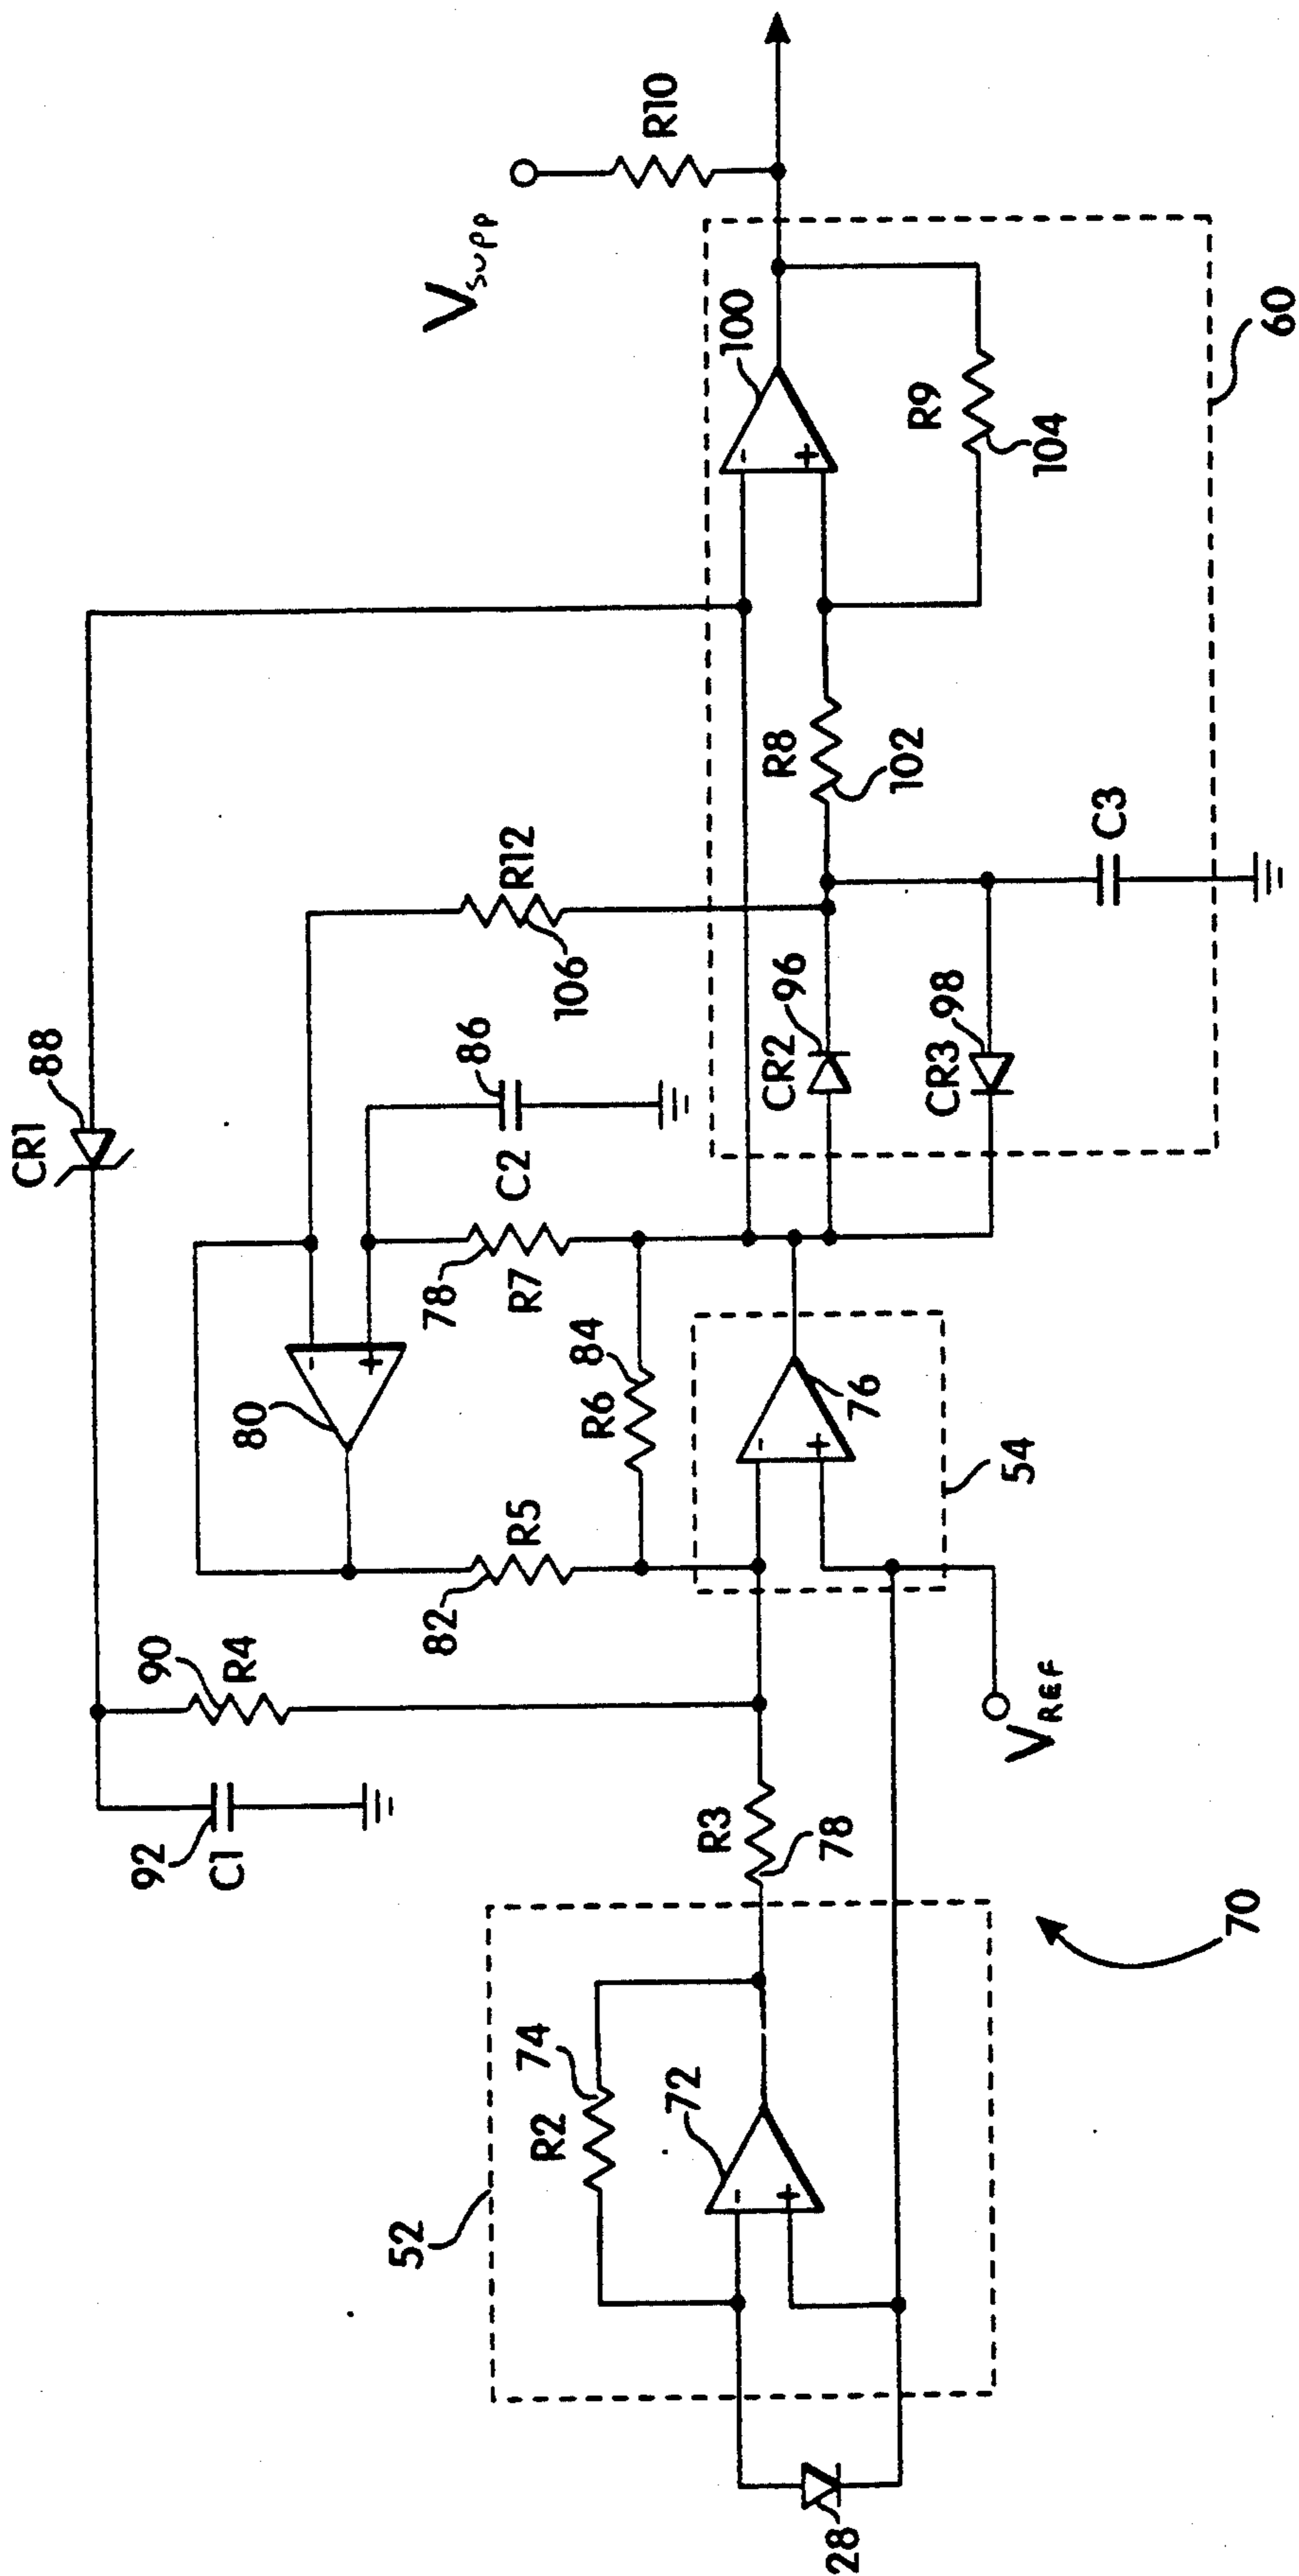 CR1
88
VSUPP
R10
R12
106
86
C2
80
78
R7
84
R6
R5
82
90
R4
92
C1
100
-
+
R9
104
60
R8
102
C3
CR2
96
CR3
98
-
+
-
+
76
54
VREF
R3
78
70
52
R2
74
72
-
+
28